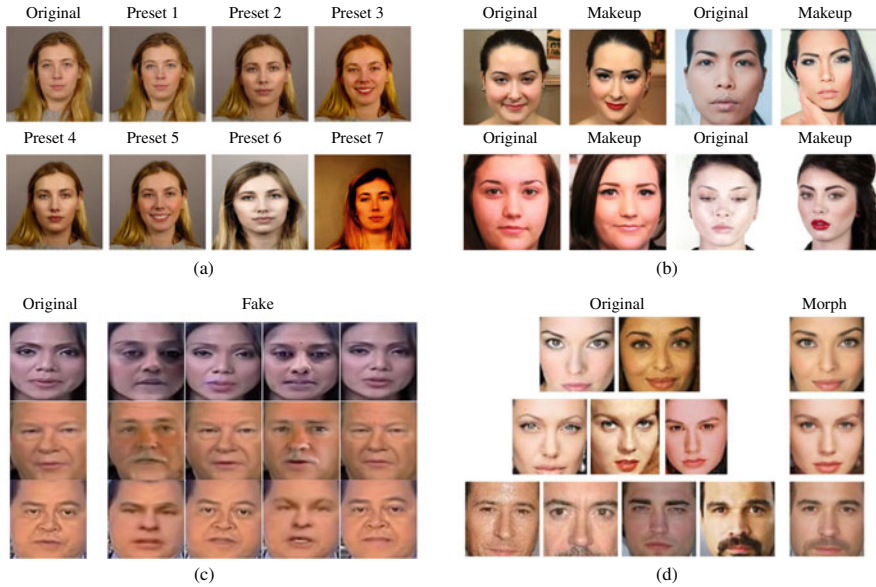 Original Preset 1 Preset 2 Preset 3
Preset 4 Preset 5 Preset 6 Preset 7
(a)
Original Makeup Original Makeup
Original Makeup Original Makeup
(b)
Original Fake
(c)
Original Morph
(d)